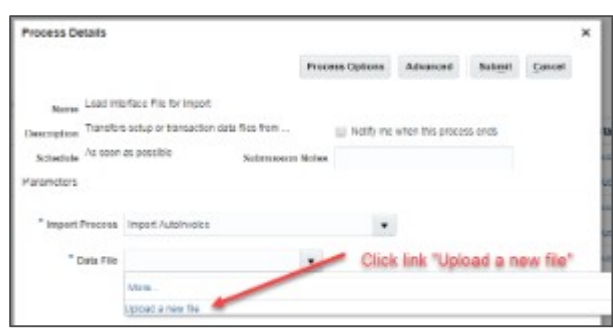 Process Details
Process Options Advanced Submit Cancel
Name Load Interface File for Import
Description Transfers setup or transaction data files from ... Notify me when this process ends
Schedule As soon as possible Submission Notes
Parameters
* Import Process Import AutoInvoice
* Data File Click link "Upload a new file"
More...
Upload a new file